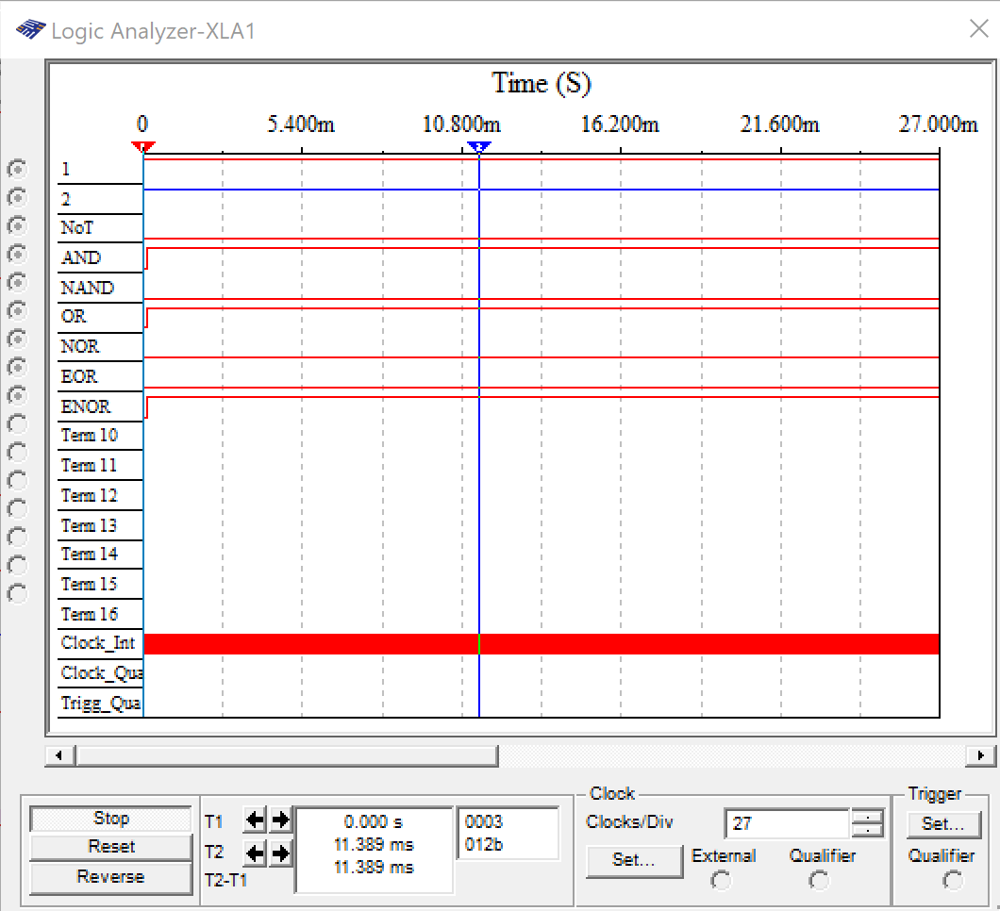 Logic Analyzer-XLA1
Time (S)
0 5.400m 10.800m 16.200m 21.600m 27.000m
1
2
NoT
AND
NAND
OR
NOR
EOR
ENOR
Term 10
Term 11
Term 12
Term 13
Term 14
Term 15
Term 16
Clock_Int
Clock_Qua
Trigg_Qua
Stop
Reset
Reverse
T1
T2
T2-T1
0.000 s
11.389 ms
11.389 ms
0003
012b
Clock
Clocks/Div 27
Set... External Qualifier
Trigger
Set...
Qualifier